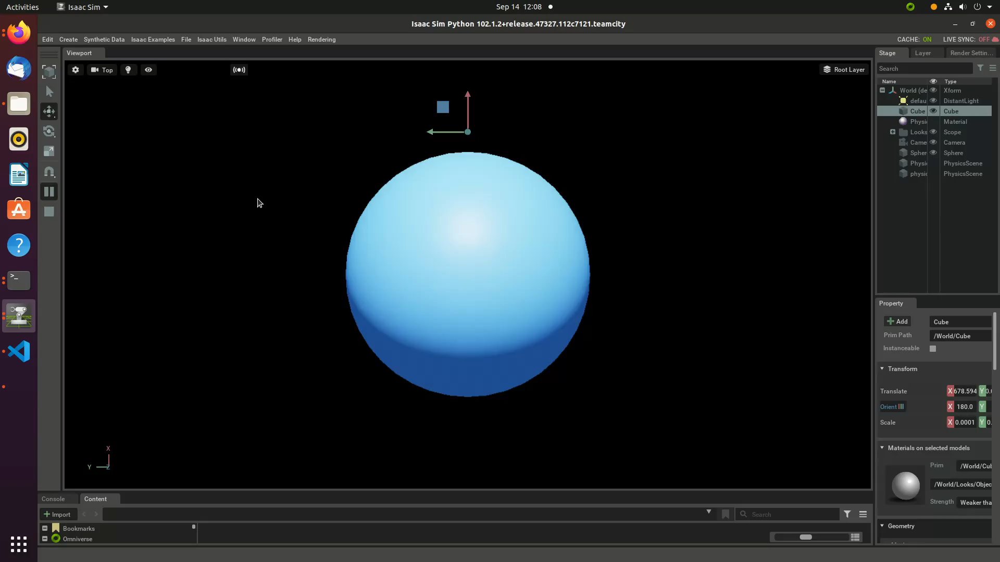 Activities
Isaac Sim
Sep 14 12:08
Isaac Sim Python 102.1.2+release.47327.112c7121.teamcity
Edit Create Synthetic Data Isaac Examples File Isaac Utils Window Profiler Help Rendering
CACHE: ON LIVE SYNC: OFF
Viewport
Stage Layer Render Settin...
Top
Root Layer
Search
Name Type
World (de Xform
defau DistantLight
Cube Cube
Physic Material
Looks Scope
Came Camera
Spher Sphere
Physic PhysicsScene
physic PhysicsScene
X
Y Z
Property
Add Cube
Prim Path /World/Cube
Instanceable
Transform
Translate X 678.594 Y 0.
Orient X 180.0 Y
Scale X 0.0001 Y 0.
Materials on selected models
Prim /World/Cub
/World/Looks/Objec
Strength Weaker tha
Geometry
Console Content
Import
Search
Bookmarks
Omniverse